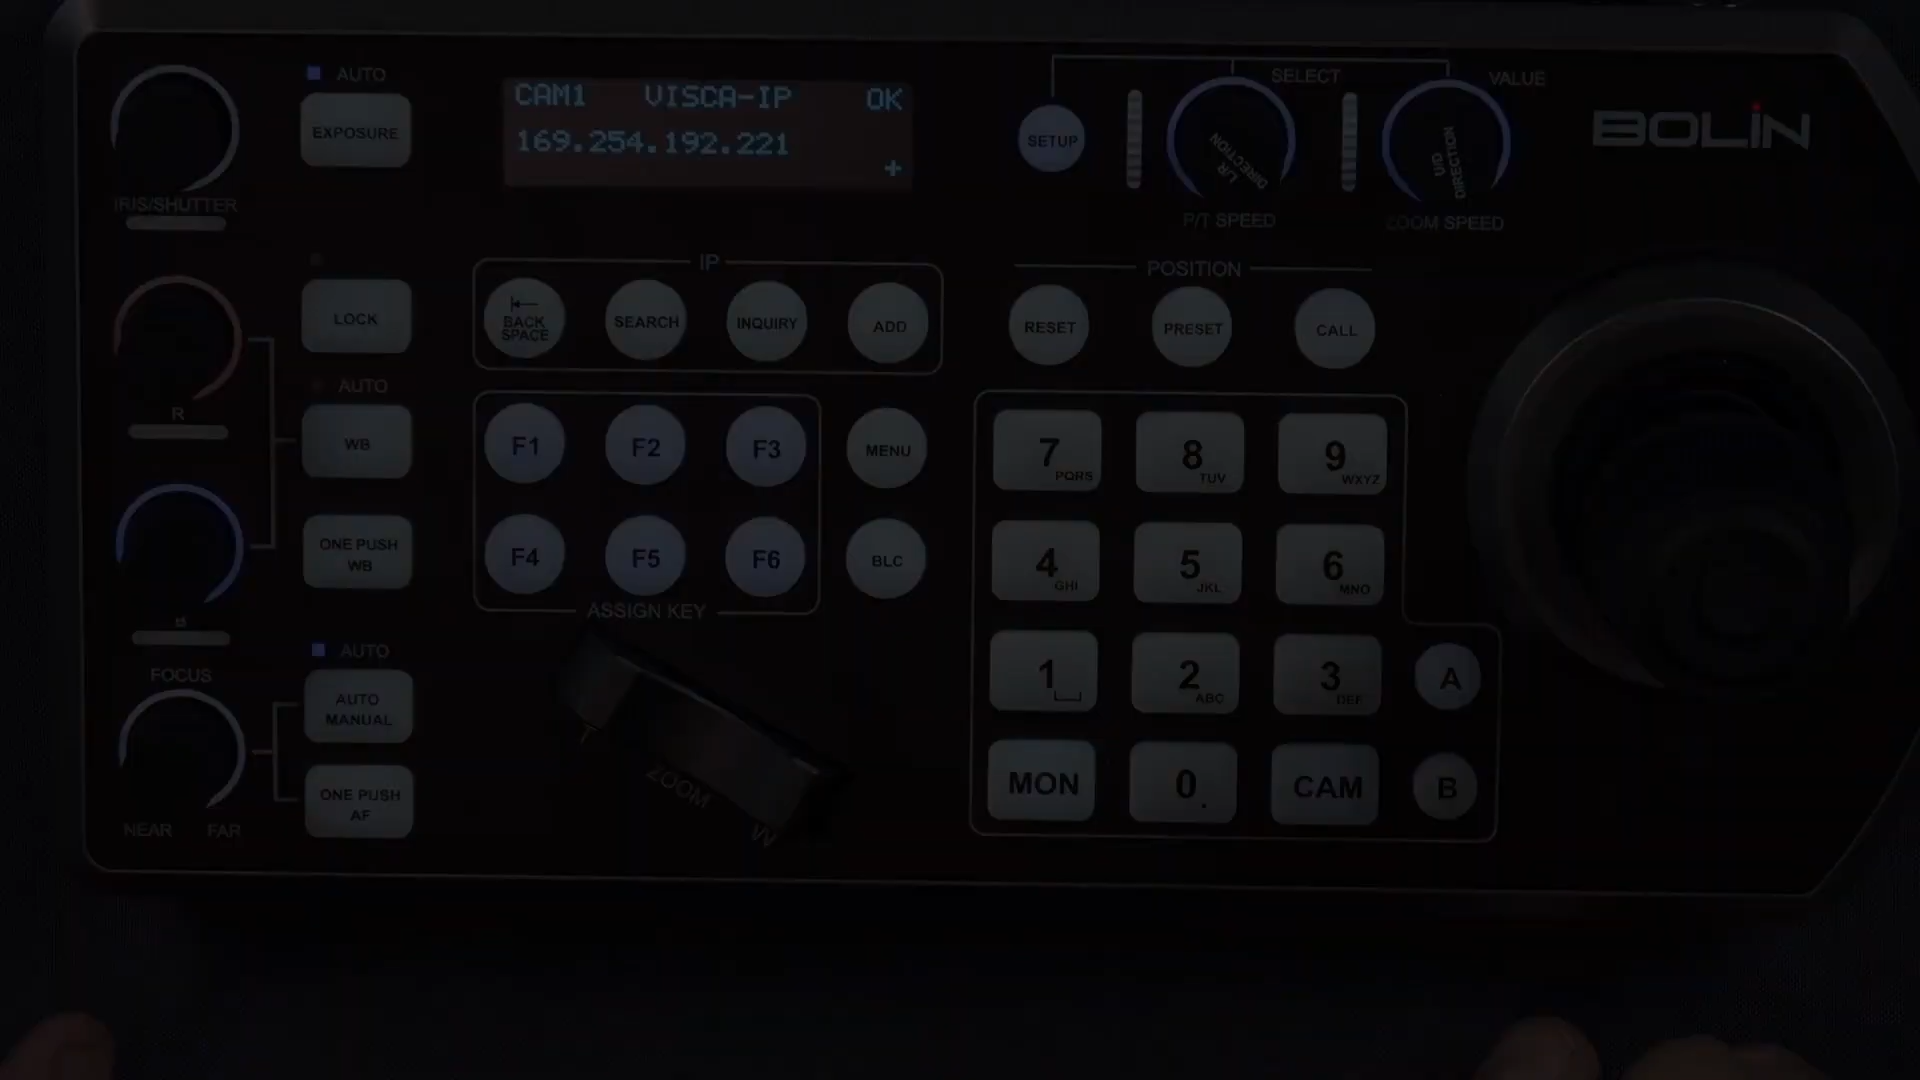 AUTO
EXPOSURE
IRIS/SHUTTER
CAM1 VISCA-IP OK
169.254.192.221
+
SETUP
SELECT
VALUE
L/R DIRECTION
U/D DIRECTION
P/T SPEED
ZOOM SPEED
BOLIN
LOCK
R
AUTO
WB
ONE PUSH
WB
B
IP
BACK
SPACE
SEARCH
INQUIRY
ADD
POSITION
RESET
PRESET
CALL
F1
F2
F3
MENU
F4
F5
F6
BLC
ASSIGN KEY
7 PQRS
8 TUV
9 WXYZ
4 GHI
5 JKL
6 MNO
1
2 ABC
3 DEF
A
MON
0 .
CAM
B
FOCUS
AUTO
AUTO
MANUAL
ONE PUSH
AF
NEAR FAR
T
ZOOM
W